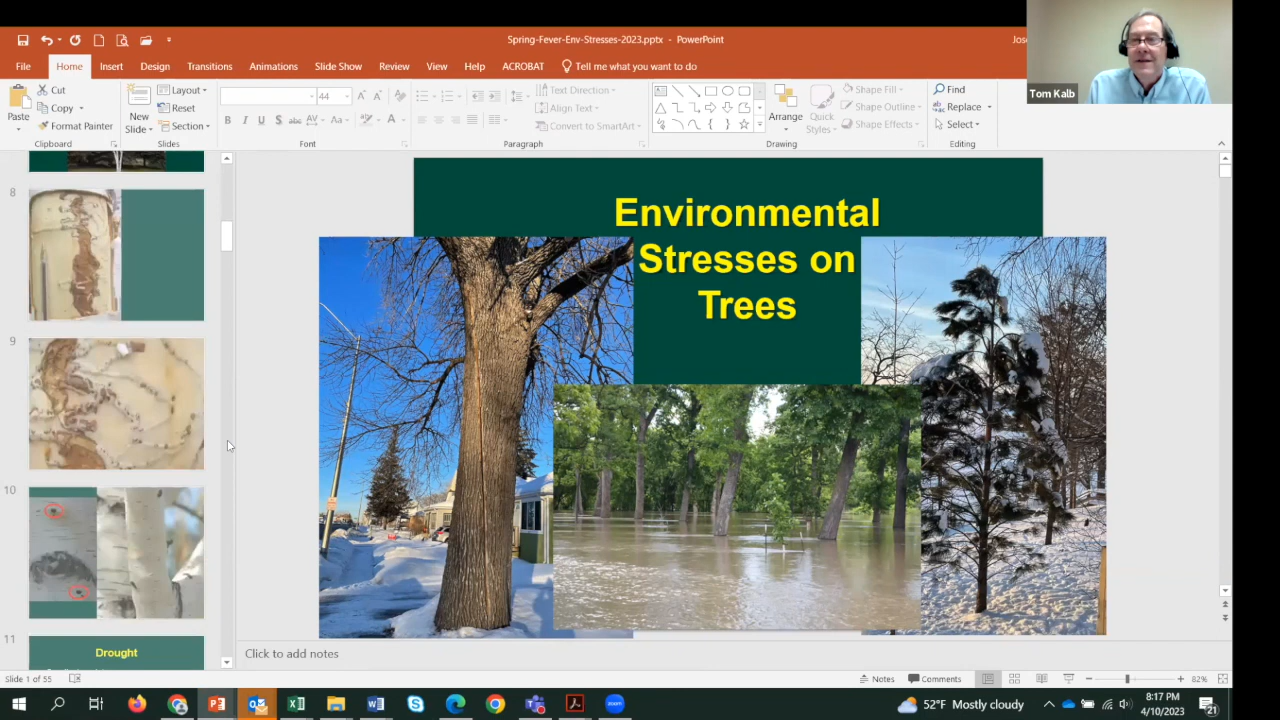 Spring-Fever-Env-Stresses-2023.pptx - PowerPoint
Jos
Tom Kalb
File
Home
Insert
Design
Transitions
Animations
Slide Show
Review
View
Help
ACROBAT
Tell me what you want to do
Paste
Cut
Copy
Format Painter
Clipboard
New
Slide
Layout
Reset
Section
Slides
44
Font
Text Direction
Align Text
Convert to SmartArt
Paragraph
Arrange
Quick
Styles
Shape Fill
Shape Outline
Shape Effects
Drawing
Find
Replace
Select
Editing
8
9
10
11
Drought
Environmental
Stresses on
Trees
Click to add notes
Slide 1 of 55
Notes
Comments
82%
zoom
52°F Mostly cloudy
8:17 PM
4/10/2023
21